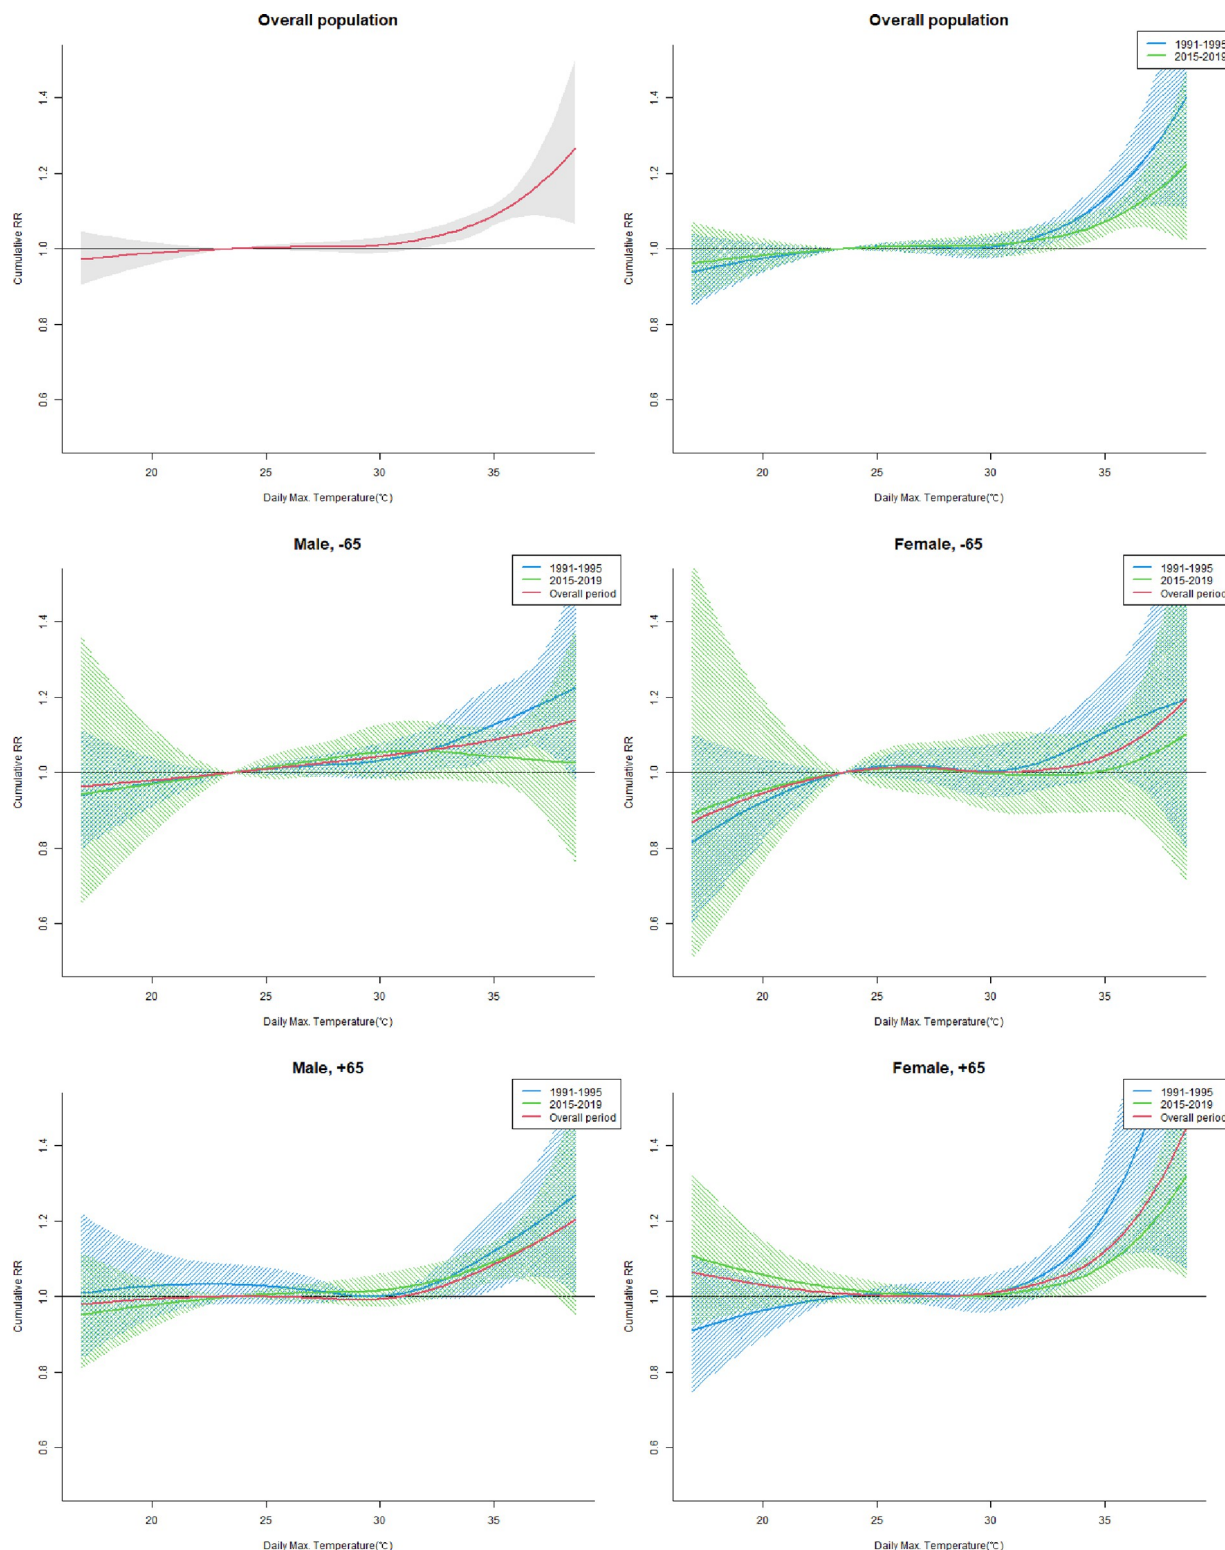 Overall population
1.4
1.2
1.0
0.8
0.6
Cumulative RR
20 25 30 35
Daily Max. Temperature(℃)
Overall population
1991-1995
2015-2019
1.4
1.2
1.0
0.8
0.6
Cumulative RR
20 25 30 35
Daily Max. Temperature(℃)
Male, -65
1991-1995
2015-2019
Overall period
1.4
1.2
1.0
0.8
0.6
Cumulative RR
20 25 30 35
Daily Max. Temperature(℃)
Female, -65
1991-1995
2015-2019
Overall period
1.4
1.2
1.0
0.8
0.6
Cumulative RR
20 25 30 35
Daily Max. Temperature(℃)
Male, +65
1991-1995
2015-2019
Overall period
1.4
1.2
1.0
0.8
0.6
Cumulative RR
20 25 30 35
Daily Max. Temperature(℃)
Female, +65
1991-1995
2015-2019
Overall period
1.4
1.2
1.0
0.8
0.6
Cumulative RR
20 25 30 35
Daily Max. Temperature(℃)